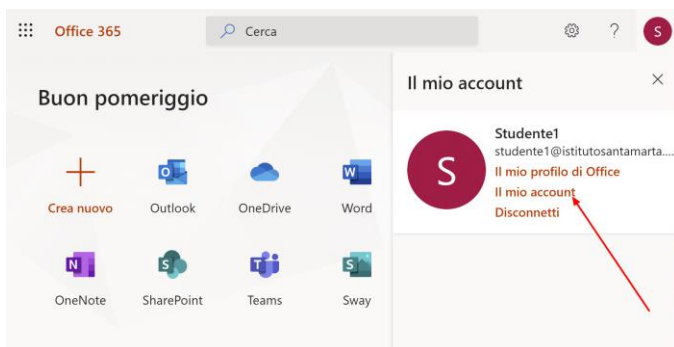 Office 365
Cerca
?
S
Buon pomeriggio
Crea nuovo
Outlook
OneDrive
Word
OneNote
SharePoint
Teams
Sway
Il mio account
S
Studente1
studente1@istitutosantamarta....
Il mio profilo di Office
Il mio account
Disconnetti